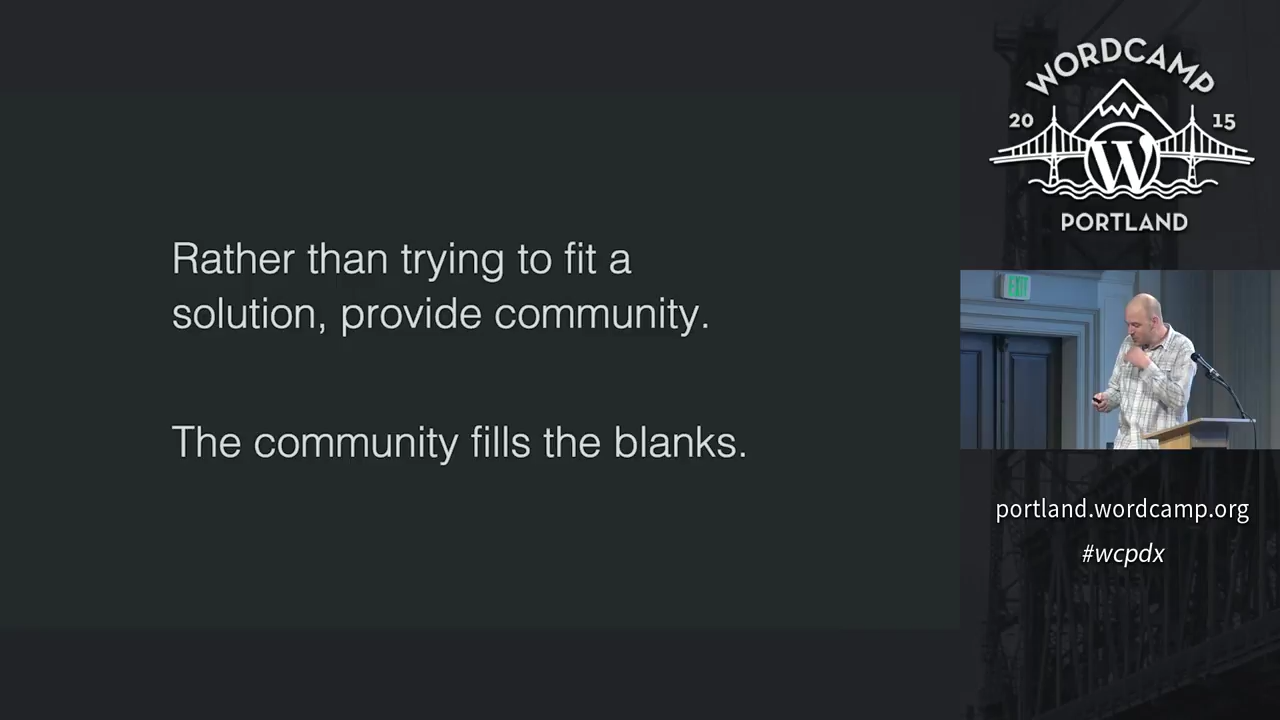 Rather than trying to fit a
solution, provide community.
The community fills the blanks.
WORDCAMP
20 15
W
PORTLAND
EXIT
portland.wordcamp.org
#wcpdx